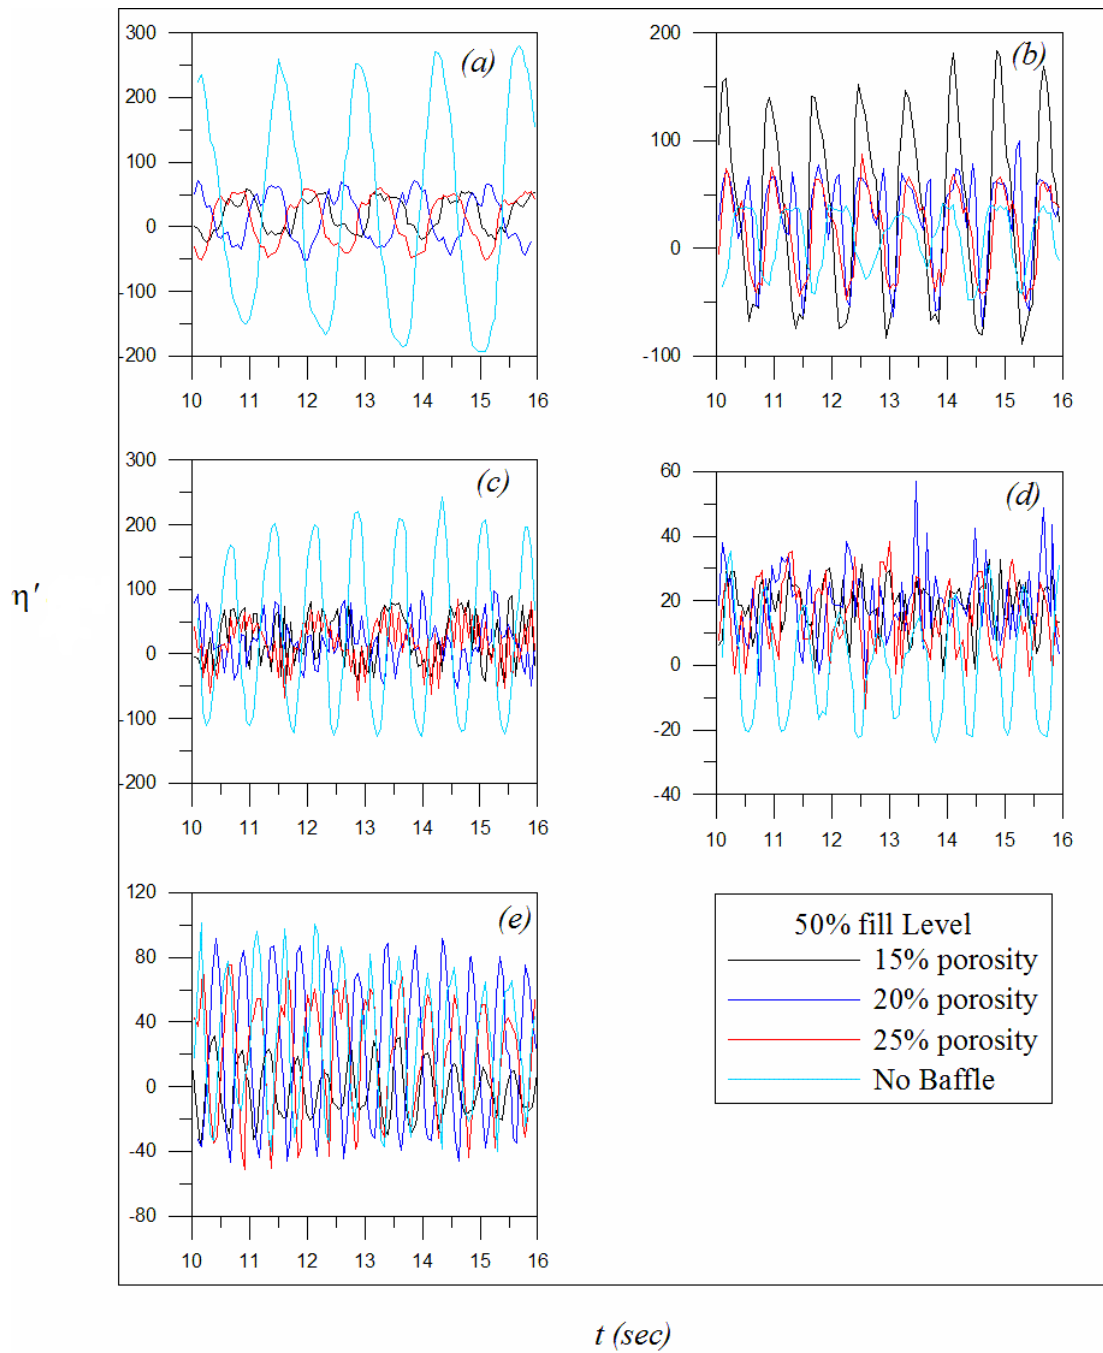 300
200
100
0
-100
-200
(a)
10 11 12 13 14 15 16
200
100
0
-100
(b)
10 11 12 13 14 15 16
η′
300
200
100
0
-100
-200
(c)
10 11 12 13 14 15 16
60
40
20
0
-20
-40
(d)
10 11 12 13 14 15 16
120
80
40
0
-40
-80
(e)
10 11 12 13 14 15 16
50% fill Level
15% porosity
20% porosity
25% porosity
No Baffle
t (sec)